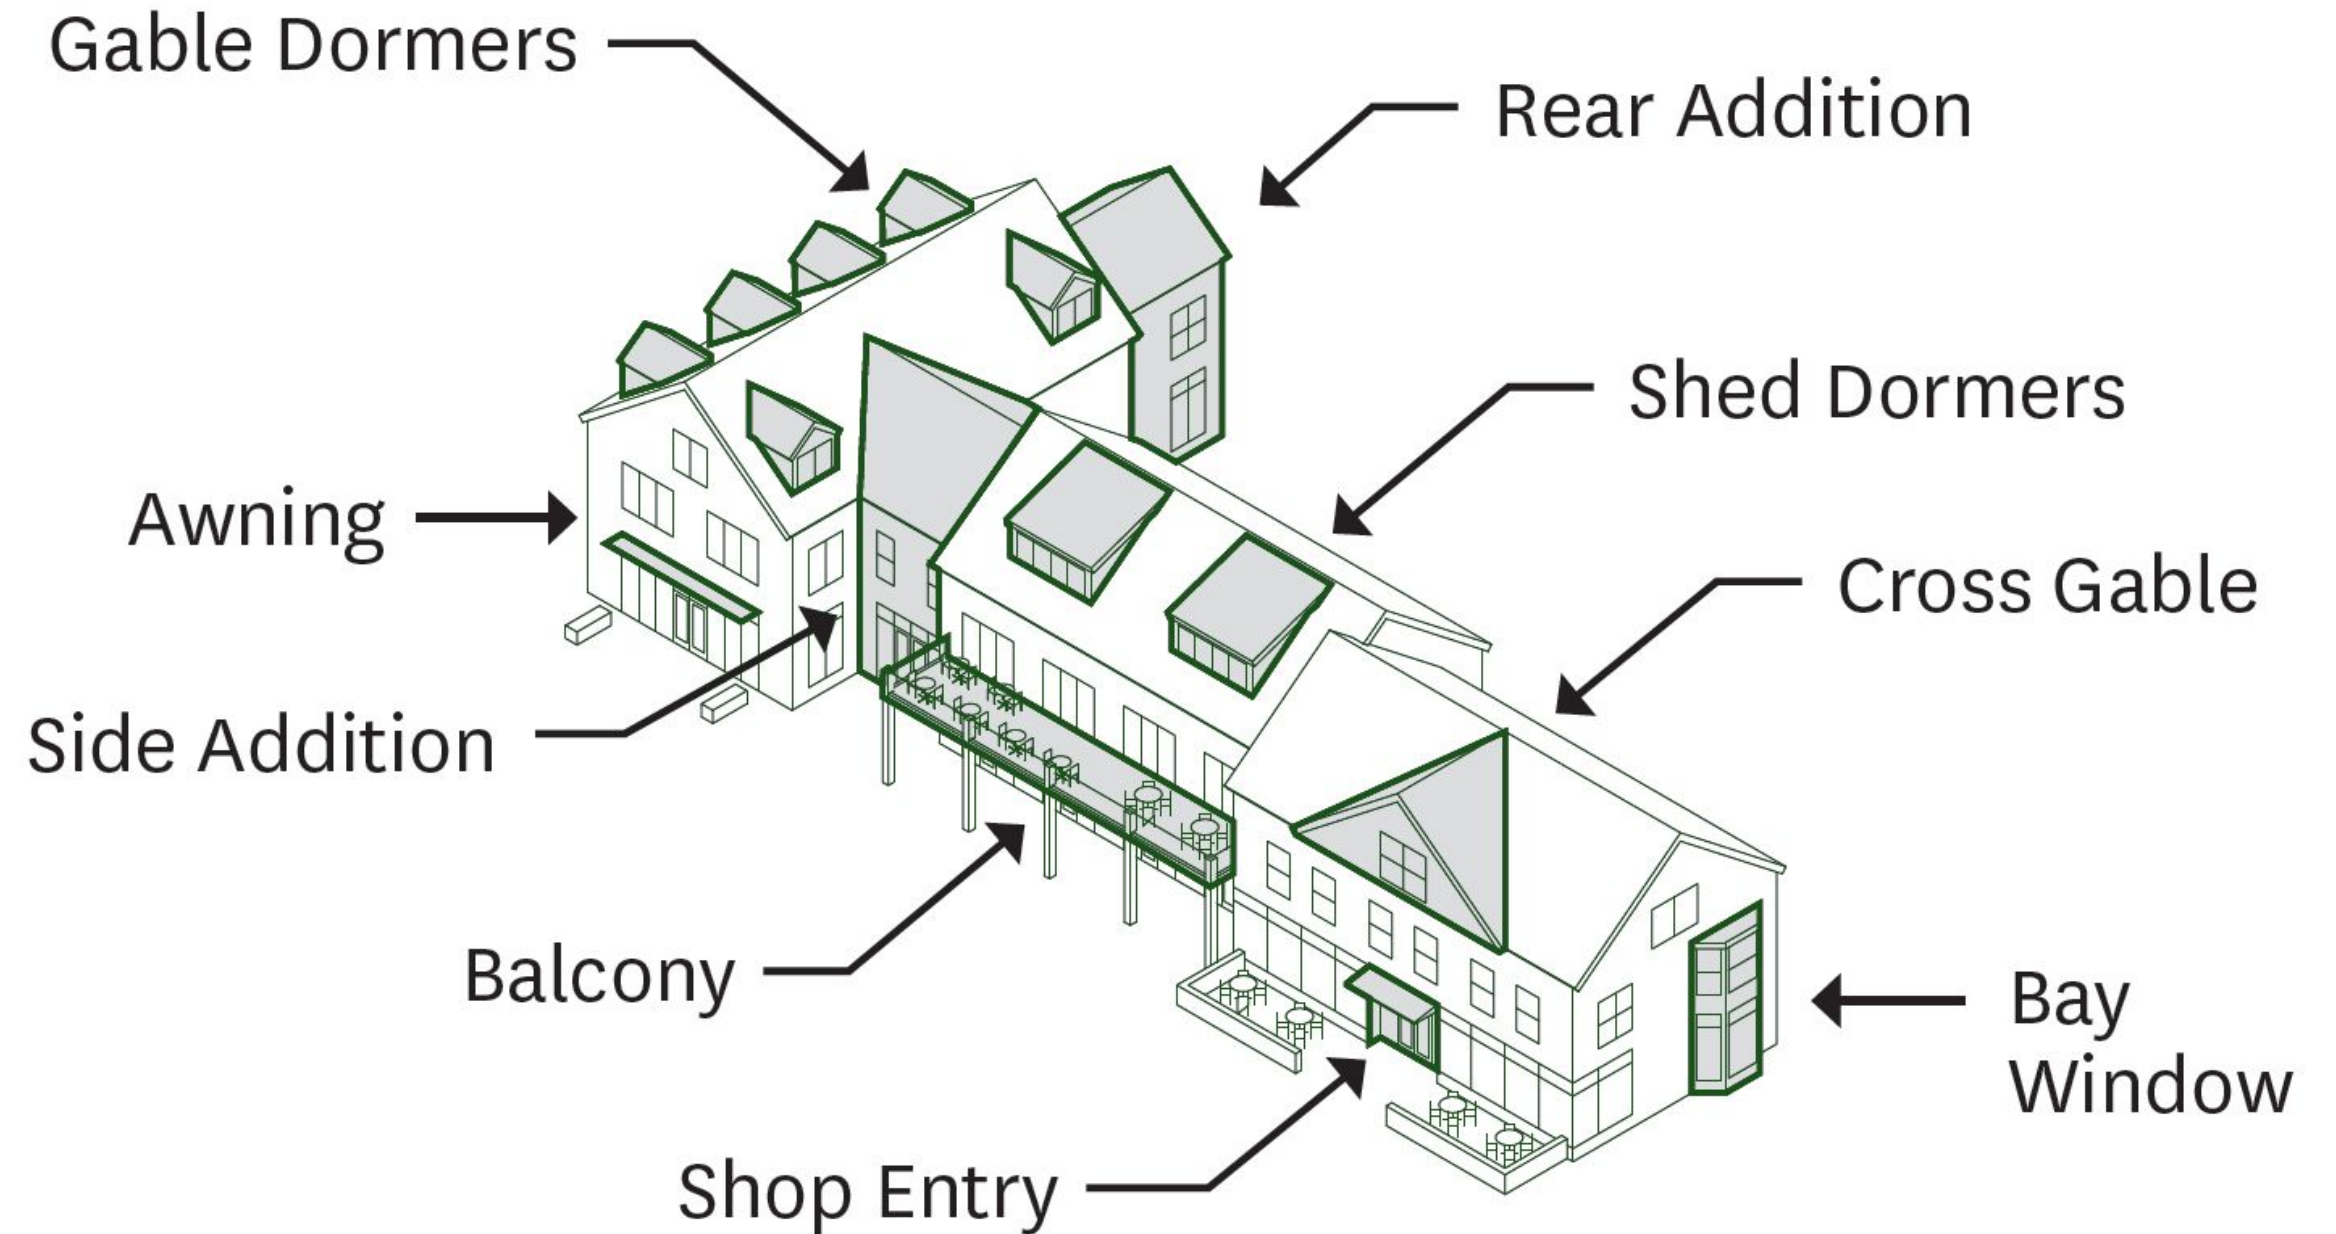 Gable Dormers
Rear Addition
Shed Dormers
Awning
Cross Gable
Side Addition
Balcony
Bay
Window
Shop Entry